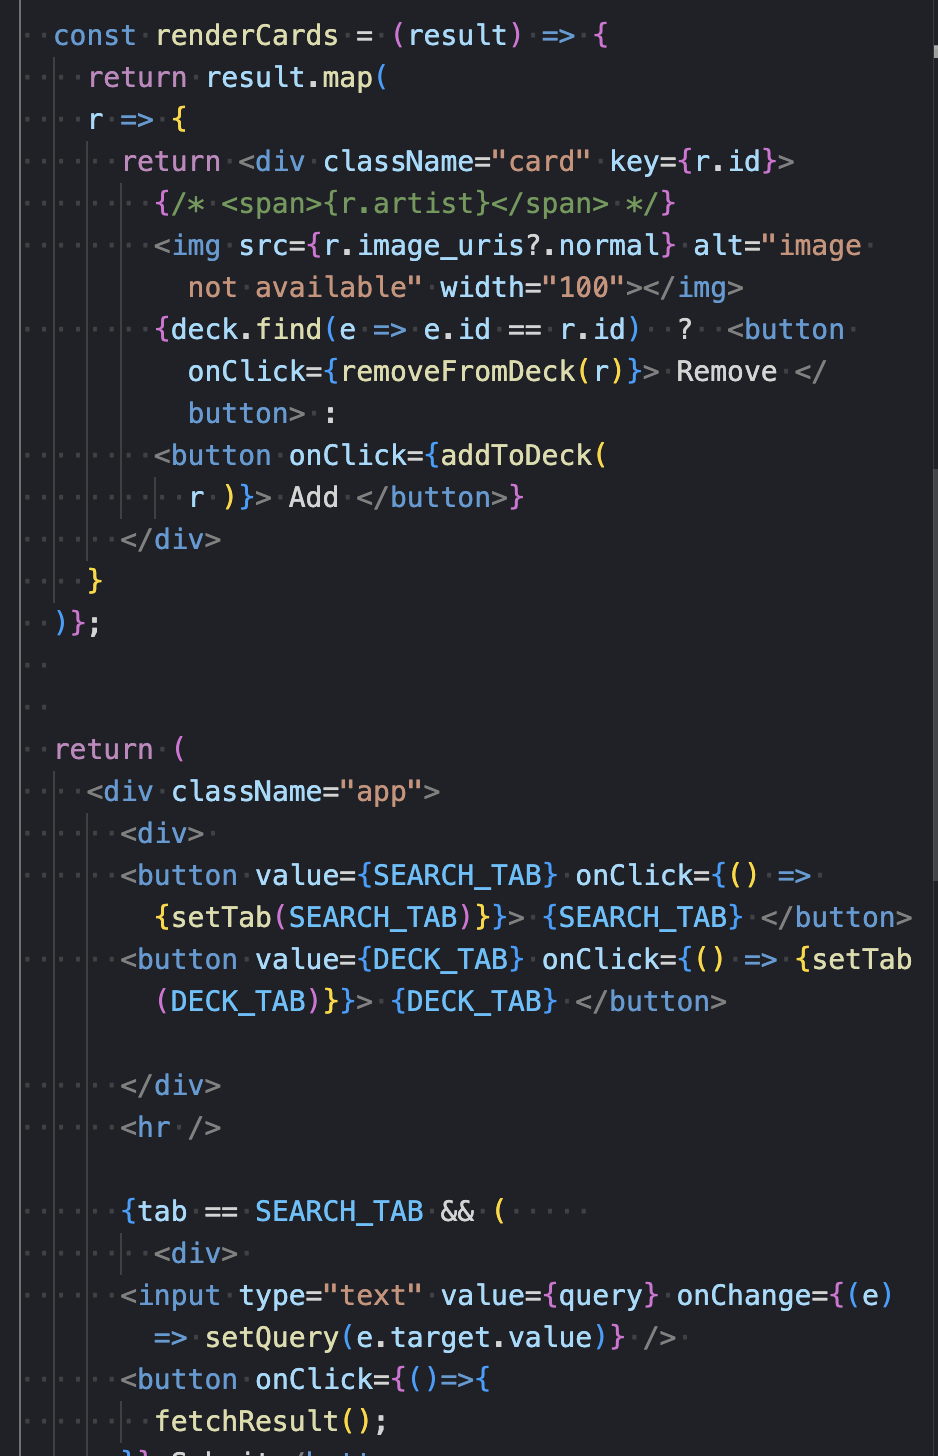 const renderCards = (result) => {
return result.map(
r => {
return <div className="card" key={r.id}>
{/* <span>{r.artist}</span> */}
<img src={r.image_uris?.normal} alt="image
not available" width="100"></img>
{deck.find(e => e.id == r.id)  ?  <button
onClick={removeFromDeck(r)}> Remove </
button> :
<button onClick={addToDeck(
r )}> Add </button>}
</div>
}
)};
return (
<div className="app">
<div>
<button value={SEARCH_TAB} onClick={() =>
{setTab(SEARCH_TAB)}}> {SEARCH_TAB} </button>
<button value={DECK_TAB} onClick={() => {setTab
(DECK_TAB)}}> {DECK_TAB} </button>
</div>
<hr />
{tab == SEARCH_TAB && (
<div>
<input type="text" value={query} onChange={(e)
=> setQuery(e.target.value)} />
<button onClick={()=>{
fetchResult();